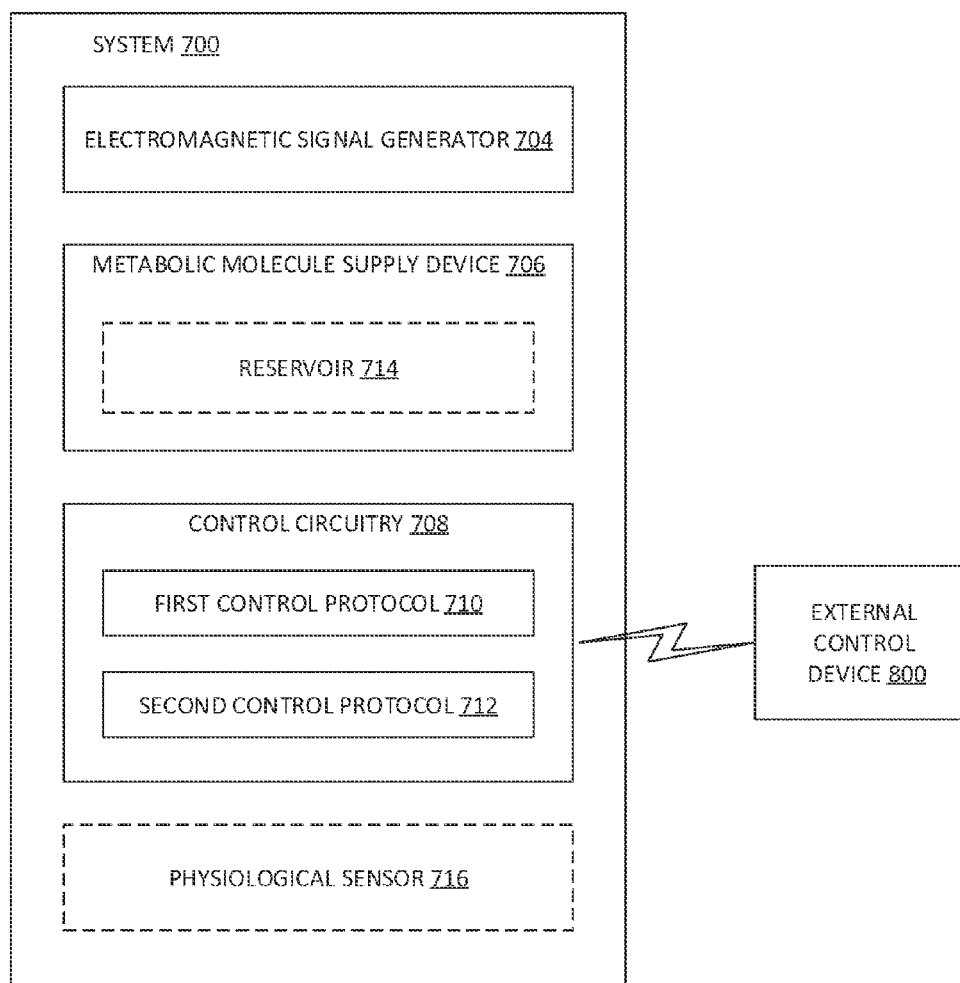 SYSTEM 700
ELECTROMAGNETIC SIGNAL GENERATOR 704
METABOLIC MOLECULE SUPPLY DEVICE 706
RESERVOIR 714
CONTROL CIRCUITRY 708
FIRST CONTROL PROTOCOL 710
SECOND CONTROL PROTOCOL 712
EXTERNAL
CONTROL
DEVICE 800
PHYSIOLOGICAL SENSOR 716